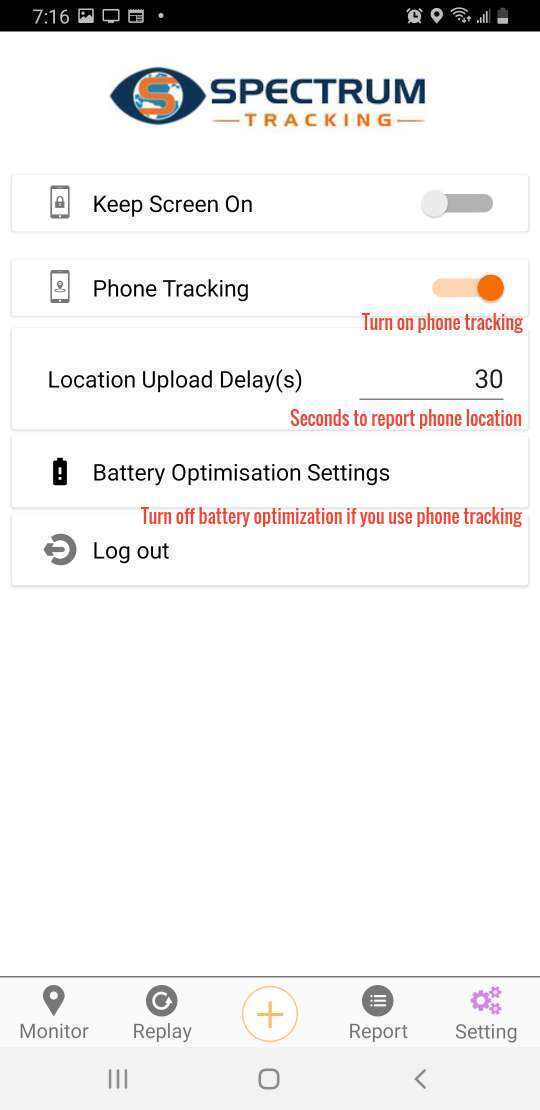 7:16
SPECTRUM
TRACKING
Keep Screen On
Phone Tracking
Turn on phone tracking
Location Upload Delay(s) 30
Seconds to report phone location
Battery Optimisation Settings
Turn off battery optimization if you use phone tracking
Log out
Monitor Replay Report Setting